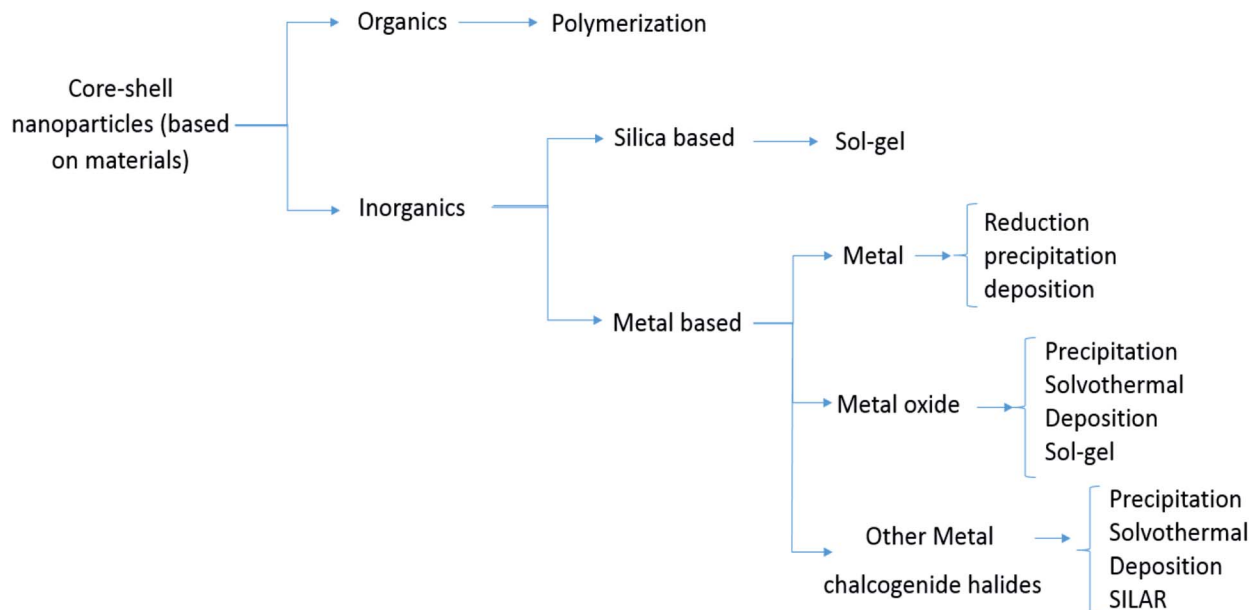 Organics
Polymerization
Core-shell
nanoparticles (based
on materials)
Silica based
Sol-gel
Inorganics
Reduction
Metal
precipitation
deposition
Metal based
Precipitation
Solvothermal
Metal oxide
Deposition
Sol-gel
Precipitation
Other Metal
chalcogenide halides
Solvothermal
Deposition
SILAR